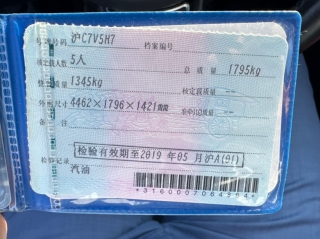 号牌号码 沪C7V5H7 档案编号
核定载人数 5人 总质量 1795kg
整备质量 1345kg 核定载质量 --
外廓尺寸 4462×1796×1421mm 准牵引总质量 --
备注
检验有效期至2019年05月沪A(91)
检验记录
汽油